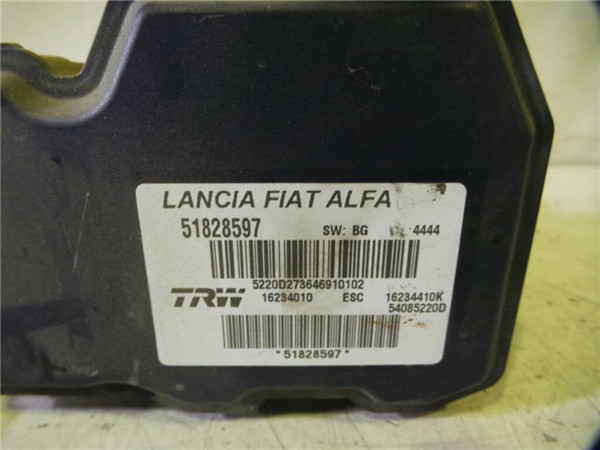 LANCIA FIAT ALFA
51828597 SW: BG 4444
5220D273646910102
TRW 16234010 ESC 16234410K
54085220D
*51828597*